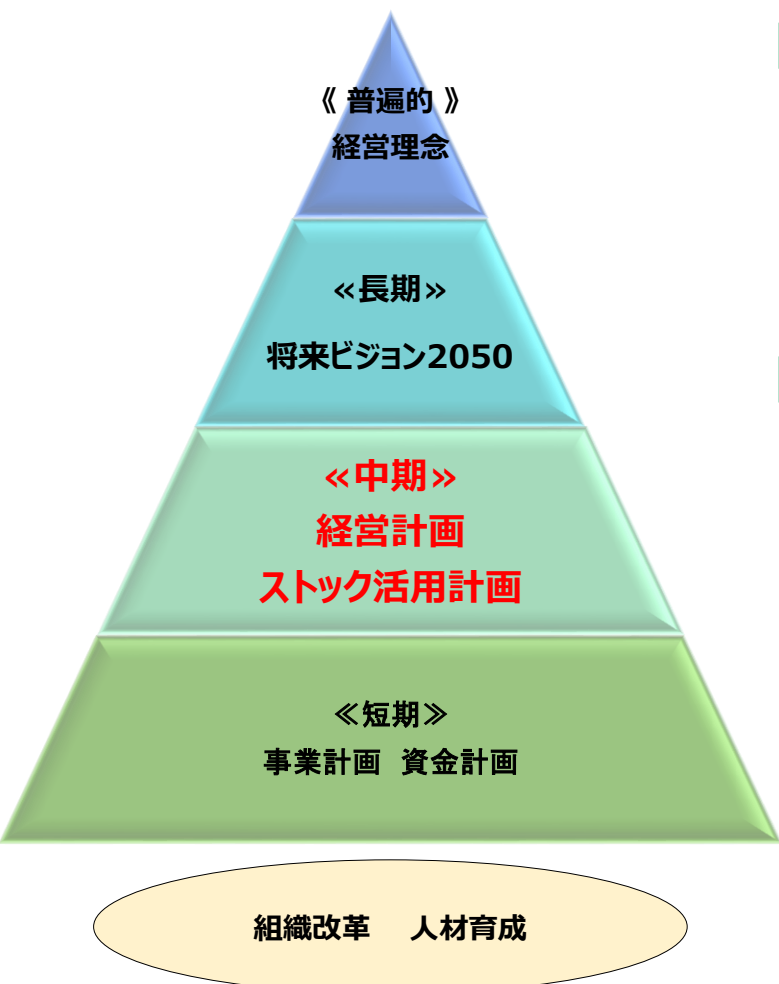 《 普遍的 》
経営理念
«長期»
将来ビジョン2050
«中期»
経営計画
ストック活用計画
≪短期≫
事業計画 資金計画
組織改革 人材育成